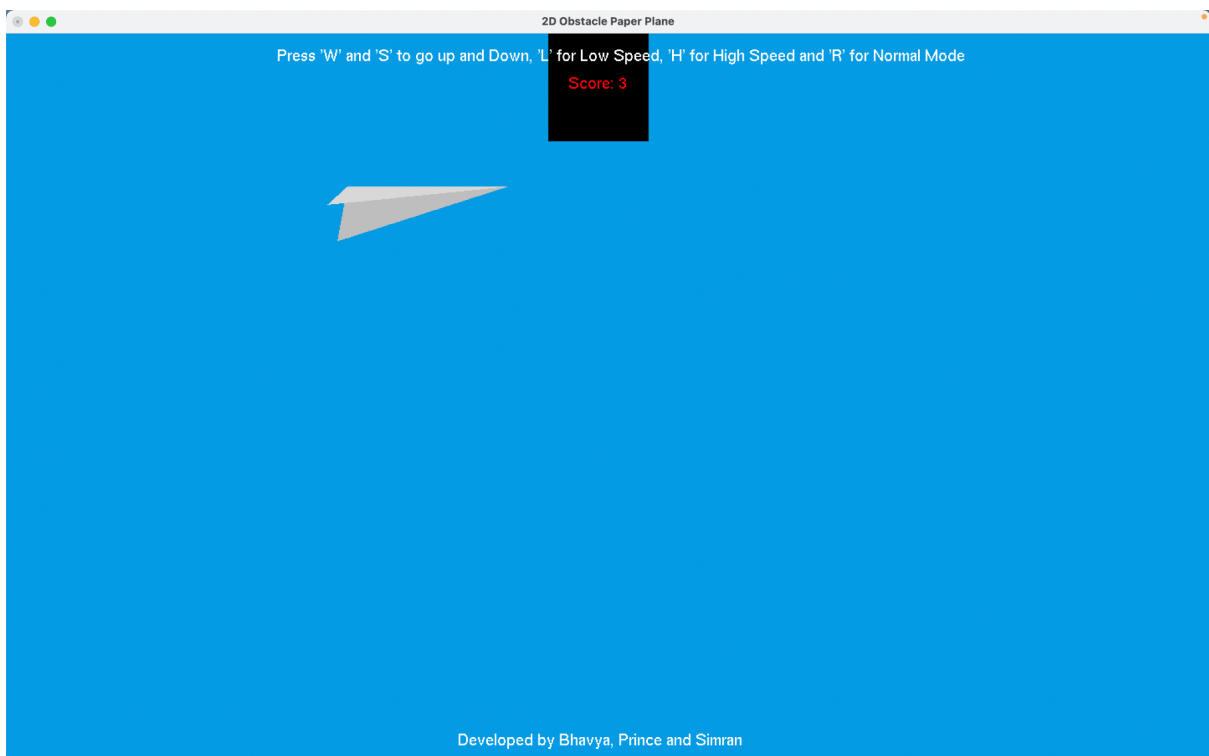 2D Obstacle Paper Plane
Press 'W' and 'S' to go up and Down, 'L' for Low Speed, 'H' for High Speed and 'R' for Normal Mode
Score: 3
Developed by Bhavya, Prince and Simran